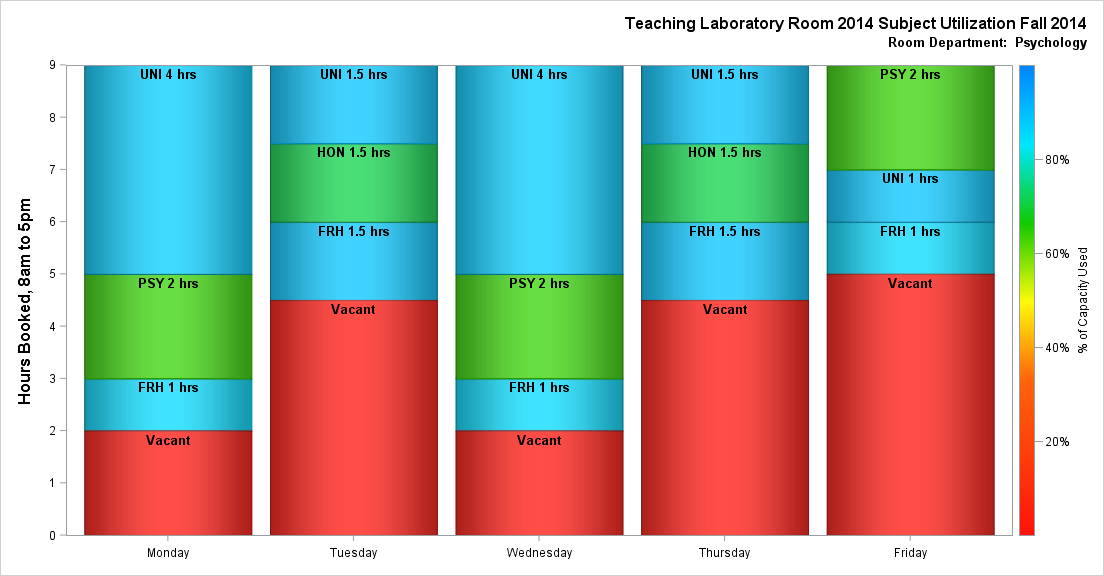 Teaching Laboratory Room 2014 Subject Utilization Fall 2014
Room Department: Psychology
Hours Booked, 8am to 5pm
9
8
7
6
5
4
3
2
1
0
UNI 4 hrs
PSY 2 hrs
FRH 1 hrs
Vacant
UNI 1.5 hrs
HON 1.5 hrs
FRH 1.5 hrs
Vacant
UNI 4 hrs
PSY 2 hrs
FRH 1 hrs
Vacant
UNI 1.5 hrs
HON 1.5 hrs
FRH 1.5 hrs
Vacant
PSY 2 hrs
UNI 1 hrs
FRH 1 hrs
Vacant
Monday
Tuesday
Wednesday
Thursday
Friday
80%
60%
40%
20%
% of Capacity Used